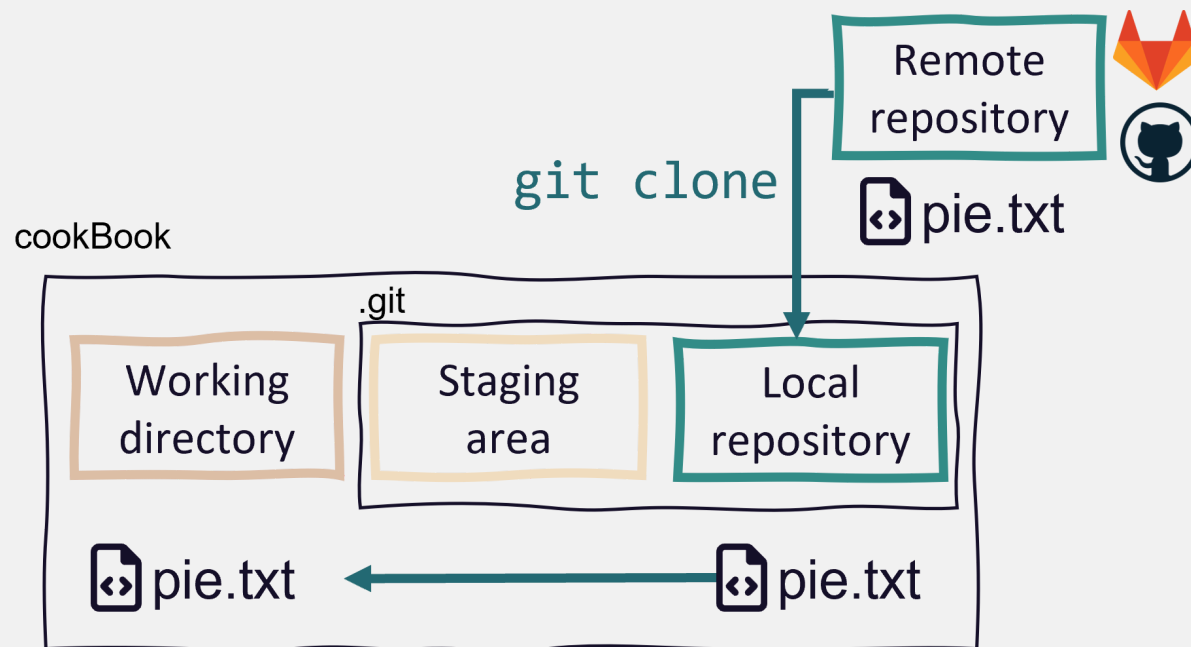 Remote
repository
git clone
pie.txt
cookBook
.git
Working
directory
Staging
area
Local
repository
pie.txt
pie.txt